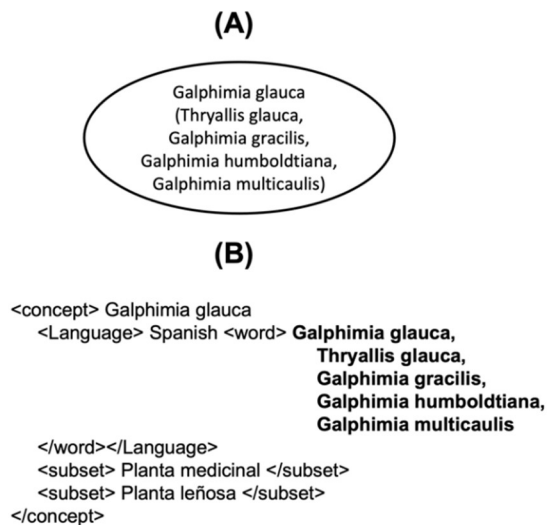 (A)
Galphimia glauca
(Thryallis glauca,
Galphimia gracilis,
Galphimia humboldtiana,
Galphimia multicaulis)
(B)
<concept> Galphimia glauca
<Language> Spanish <word> Galphimia glauca,
Thryallis glauca,
Galphimia gracilis,
Galphimia humboldtiana,
Galphimia multicaulis
</word></Language>
<subset> Planta medicinal </subset>
<subset> Planta leñosa </subset>
</concept>